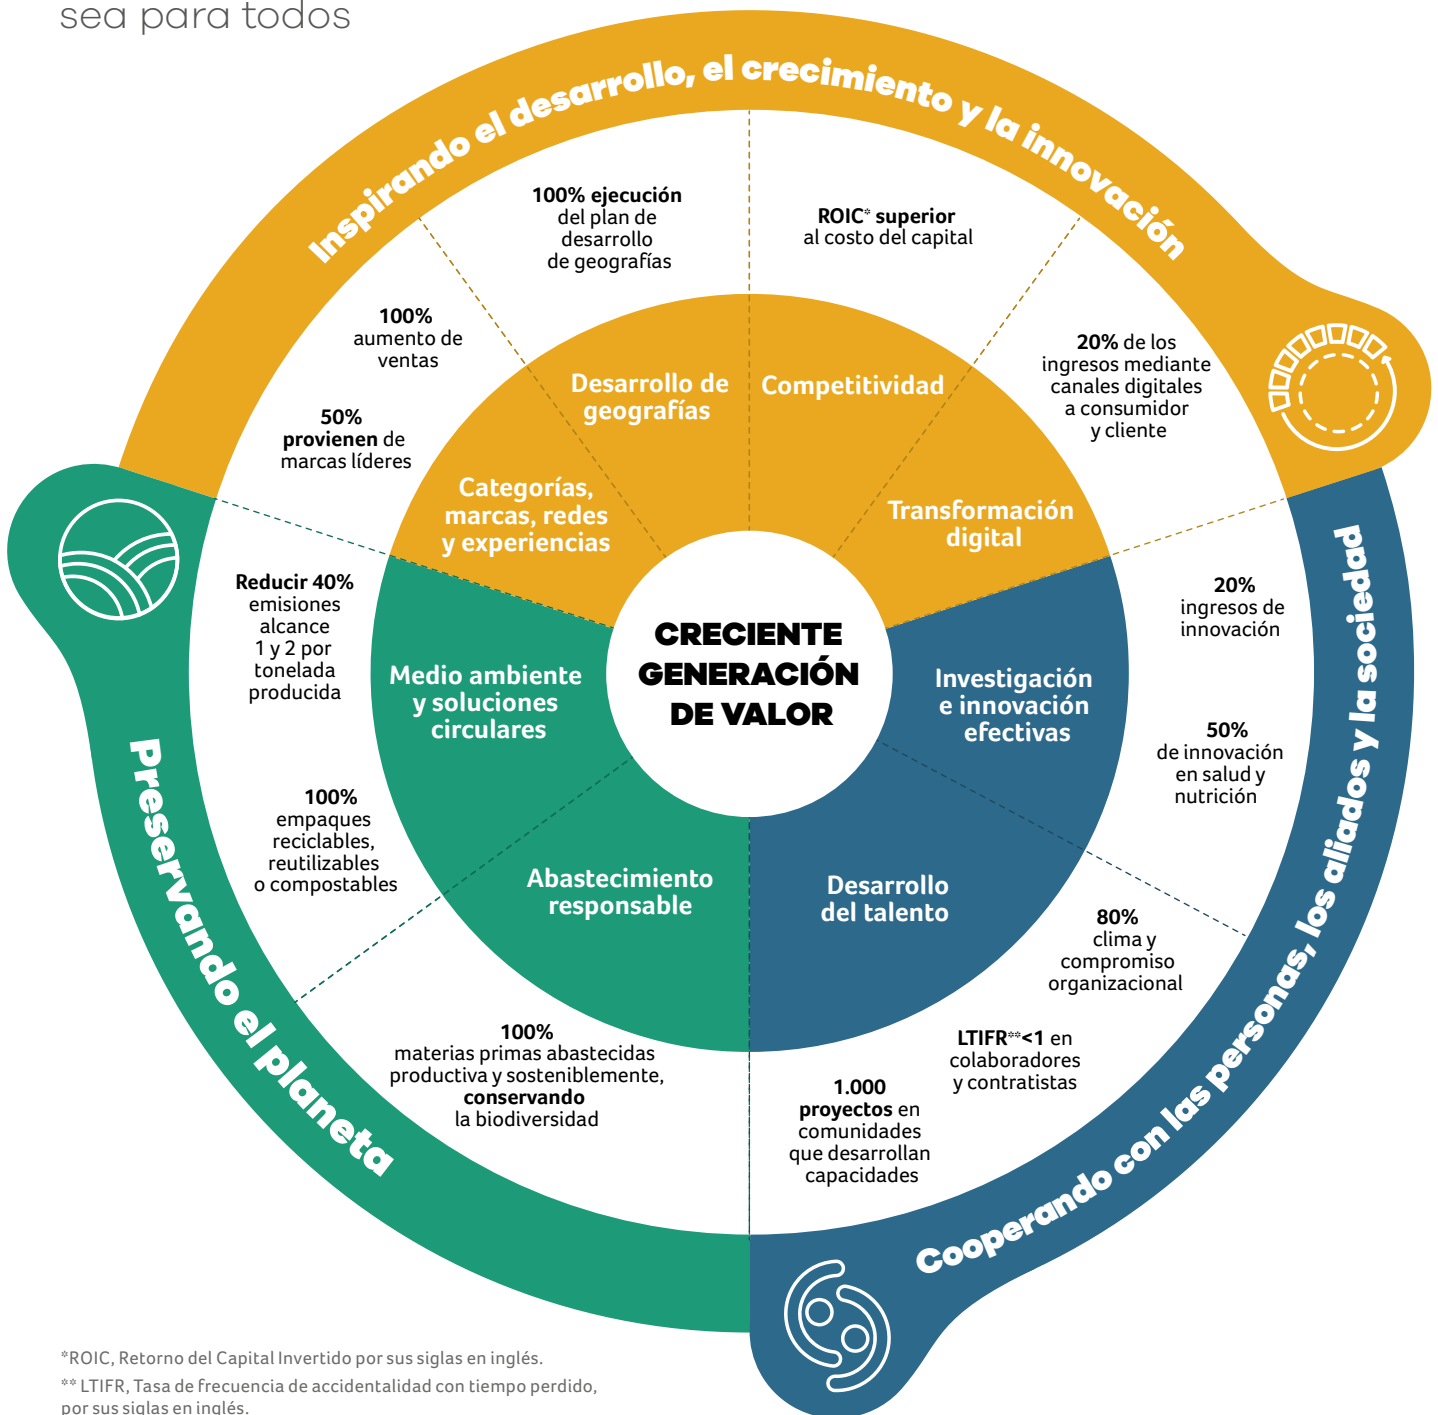 sea para todos
Inspirando el desarrollo, el crecimiento y la innovación
100% ejecución
del plan de
desarrollo
de geografías
ROIC* superior
al costo del capital
100%
aumento de
ventas
50%
provienen de
marcas líderes
20% de los
ingresos mediante
canales digitales
a consumidor
y cliente
Desarrollo de
geografías
Competitividad
Categorías,
marcas, redes
y experiencias
Transformación
digital
Reducir 40%
emisiones
alcance
1 y 2 por
tonelada
producida
20%
ingresos de
innovación
CRECIENTE
GENERACIÓN
DE VALOR
Medio ambiente
y soluciones
circulares
Investigación
e innovación
efectivas
50%
de innovación
en salud y
nutrición
100%
empaques
reciclables,
reutilizables
o compostables
Abastecimiento
responsable
Desarrollo
del talento
80%
clima y
compromiso
organizacional
100%
materias primas abastecidas
productiva y sosteniblemente,
conservando
la biodiversidad
LTIFR**<1 en
colaboradores
y contratistas
1.000
proyectos en
comunidades
que desarrollan
capacidades
Preservando el planeta
Cooperando con las personas, los aliados y la sociedad
*ROIC, Retorno del Capital Invertido por sus siglas en inglés.
** LTIFR, Tasa de frecuencia de accidentalidad con tiempo perdido,
por sus siglas en inglés.